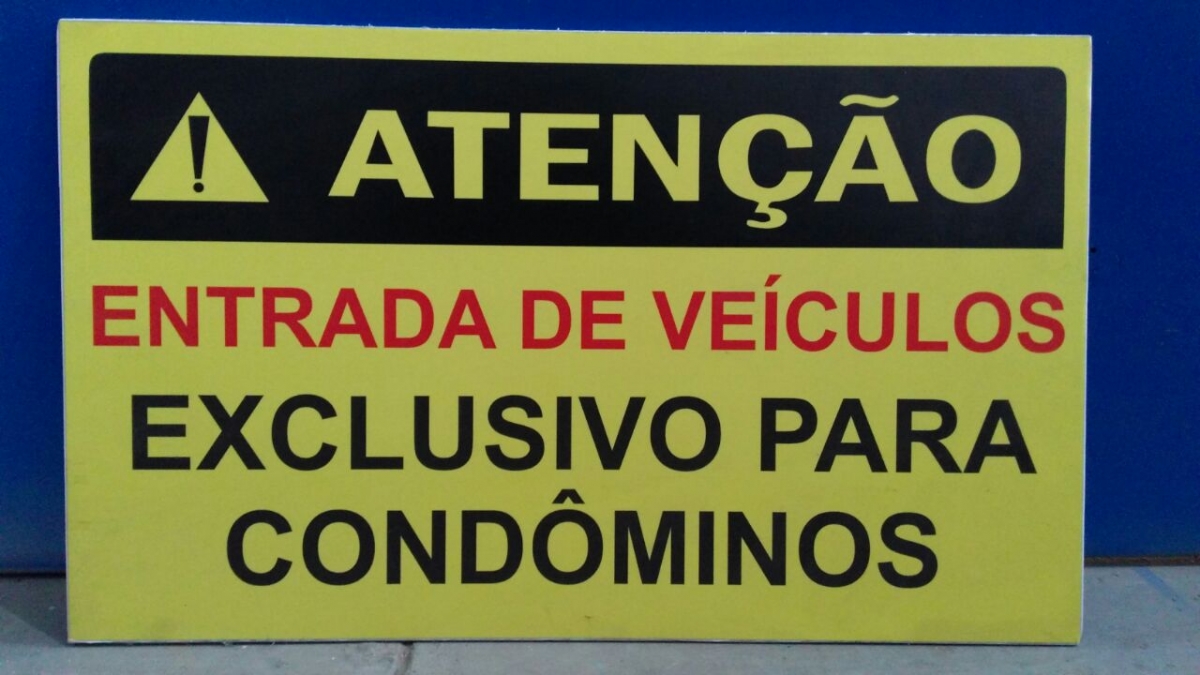 ATENÇÃO
ENTRADA DE VEÍCULOS
EXCLUSIVO PARA
CONDÔMINOS